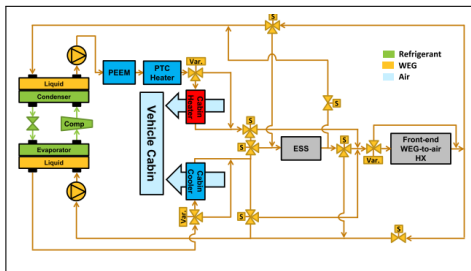 S
PEEM
PTC
Heater
Var.
Refrigerant
WEG
Air
Liquid
Condenser
Comp
Evaporator
Liquid
Vehicle Cabin
Cabin
Heater
S
S
ESS
S
S
Var.
Front-end
WEG-to-air
HX
Cabin
Cooler
Var.
S
S